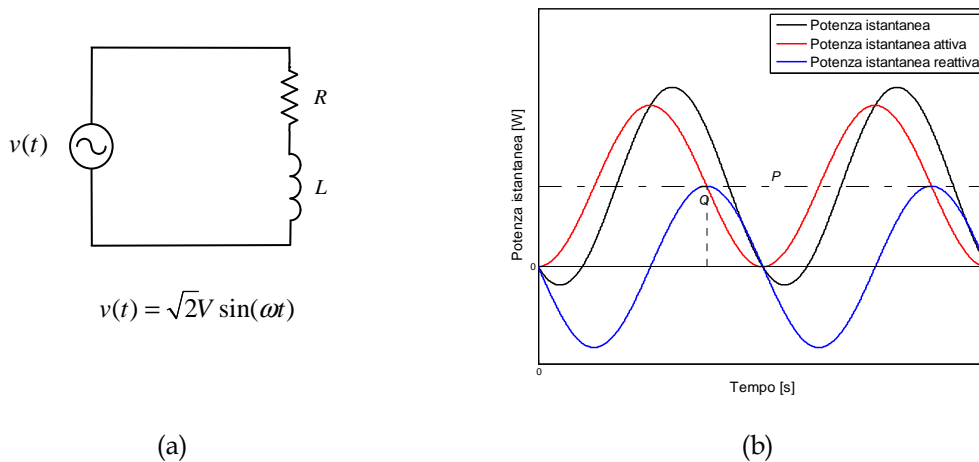 R
v(t)
L
v(t) = √2V sin(ωt)
(a)
Potenza istantanea
Potenza istantanea attiva
Potenza istantanea reattiva
Potenza istantanea [W]
P
Q
0
0
Tempo [s]
(b)